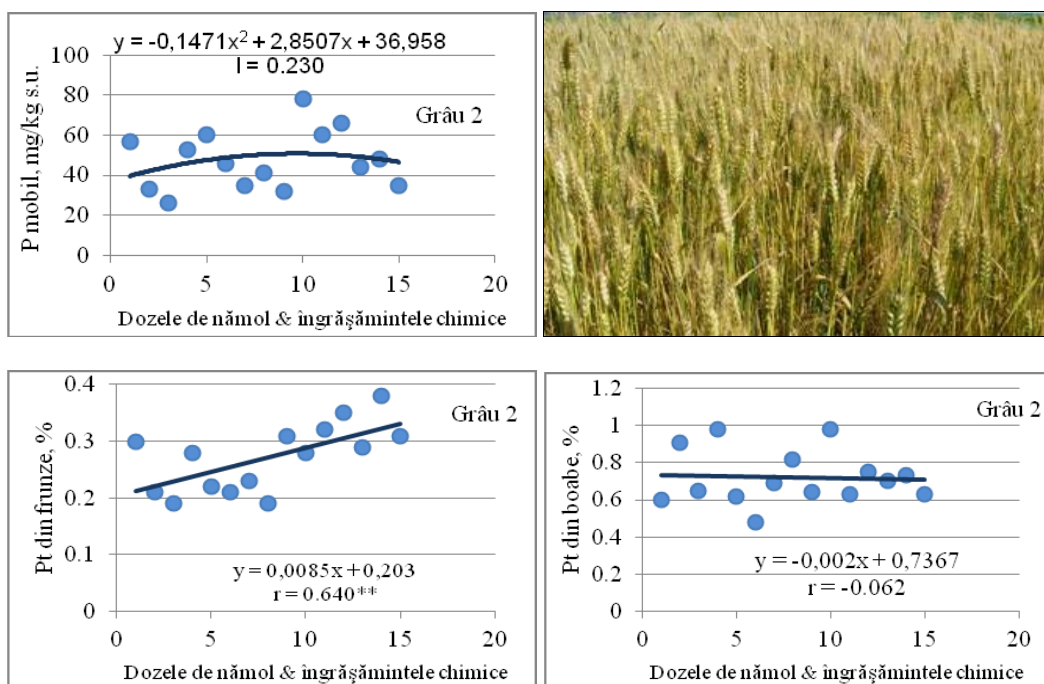 y = -0,1471x² + 2,8507x + 36,958
I = 0.230
Grâu 2
P mobil, mg/kg s.u.
100
80
60
40
20
0
0 5 10 15 20
Dozele de nămol & îngrăşămintele chimice
Grâu 2
Pt din frunze, %
0.4
0.3
0.2
0.1
0
y = 0,0085x + 0,203
r = 0.640**
0 5 10 15 20
Dozele de nămol & îngrăşămintele chimice
Grâu 2
Pt din boabe, %
1.2
1
0.8
0.6
0.4
0.2
0
y = -0,002x + 0,7367
r = -0.062
0 5 10 15 20
Dozele de nămol & îngrăşămintele chimice